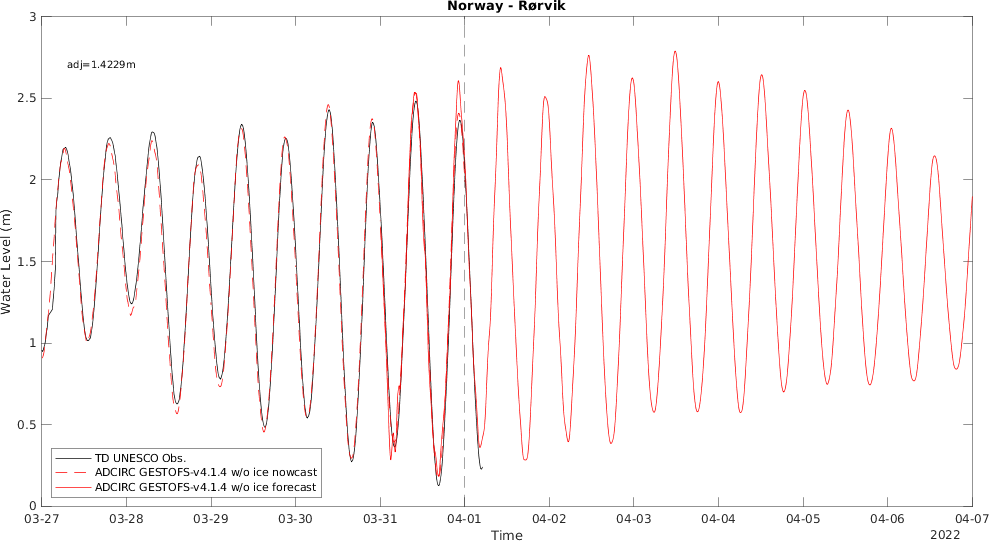 Norway - Rørvik
adj=1.4229m
Water Level (m)
3
2.5
2
1.5
1
0.5
0
TD UNESCO Obs.
ADCIRC GESTOFS-v4.1.4 w/o ice nowcast
ADCIRC GESTOFS-v4.1.4 w/o ice forecast
03-27 03-28 03-29 03-30 03-31 04-01 04-02 04-03 04-04 04-05 04-06 04-07
Time
2022